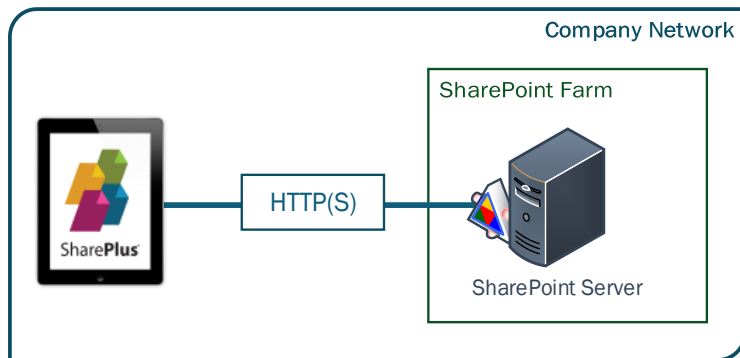 Company Network
SharePoint Farm
HTTP(S)
SharePlus
SharePoint Server